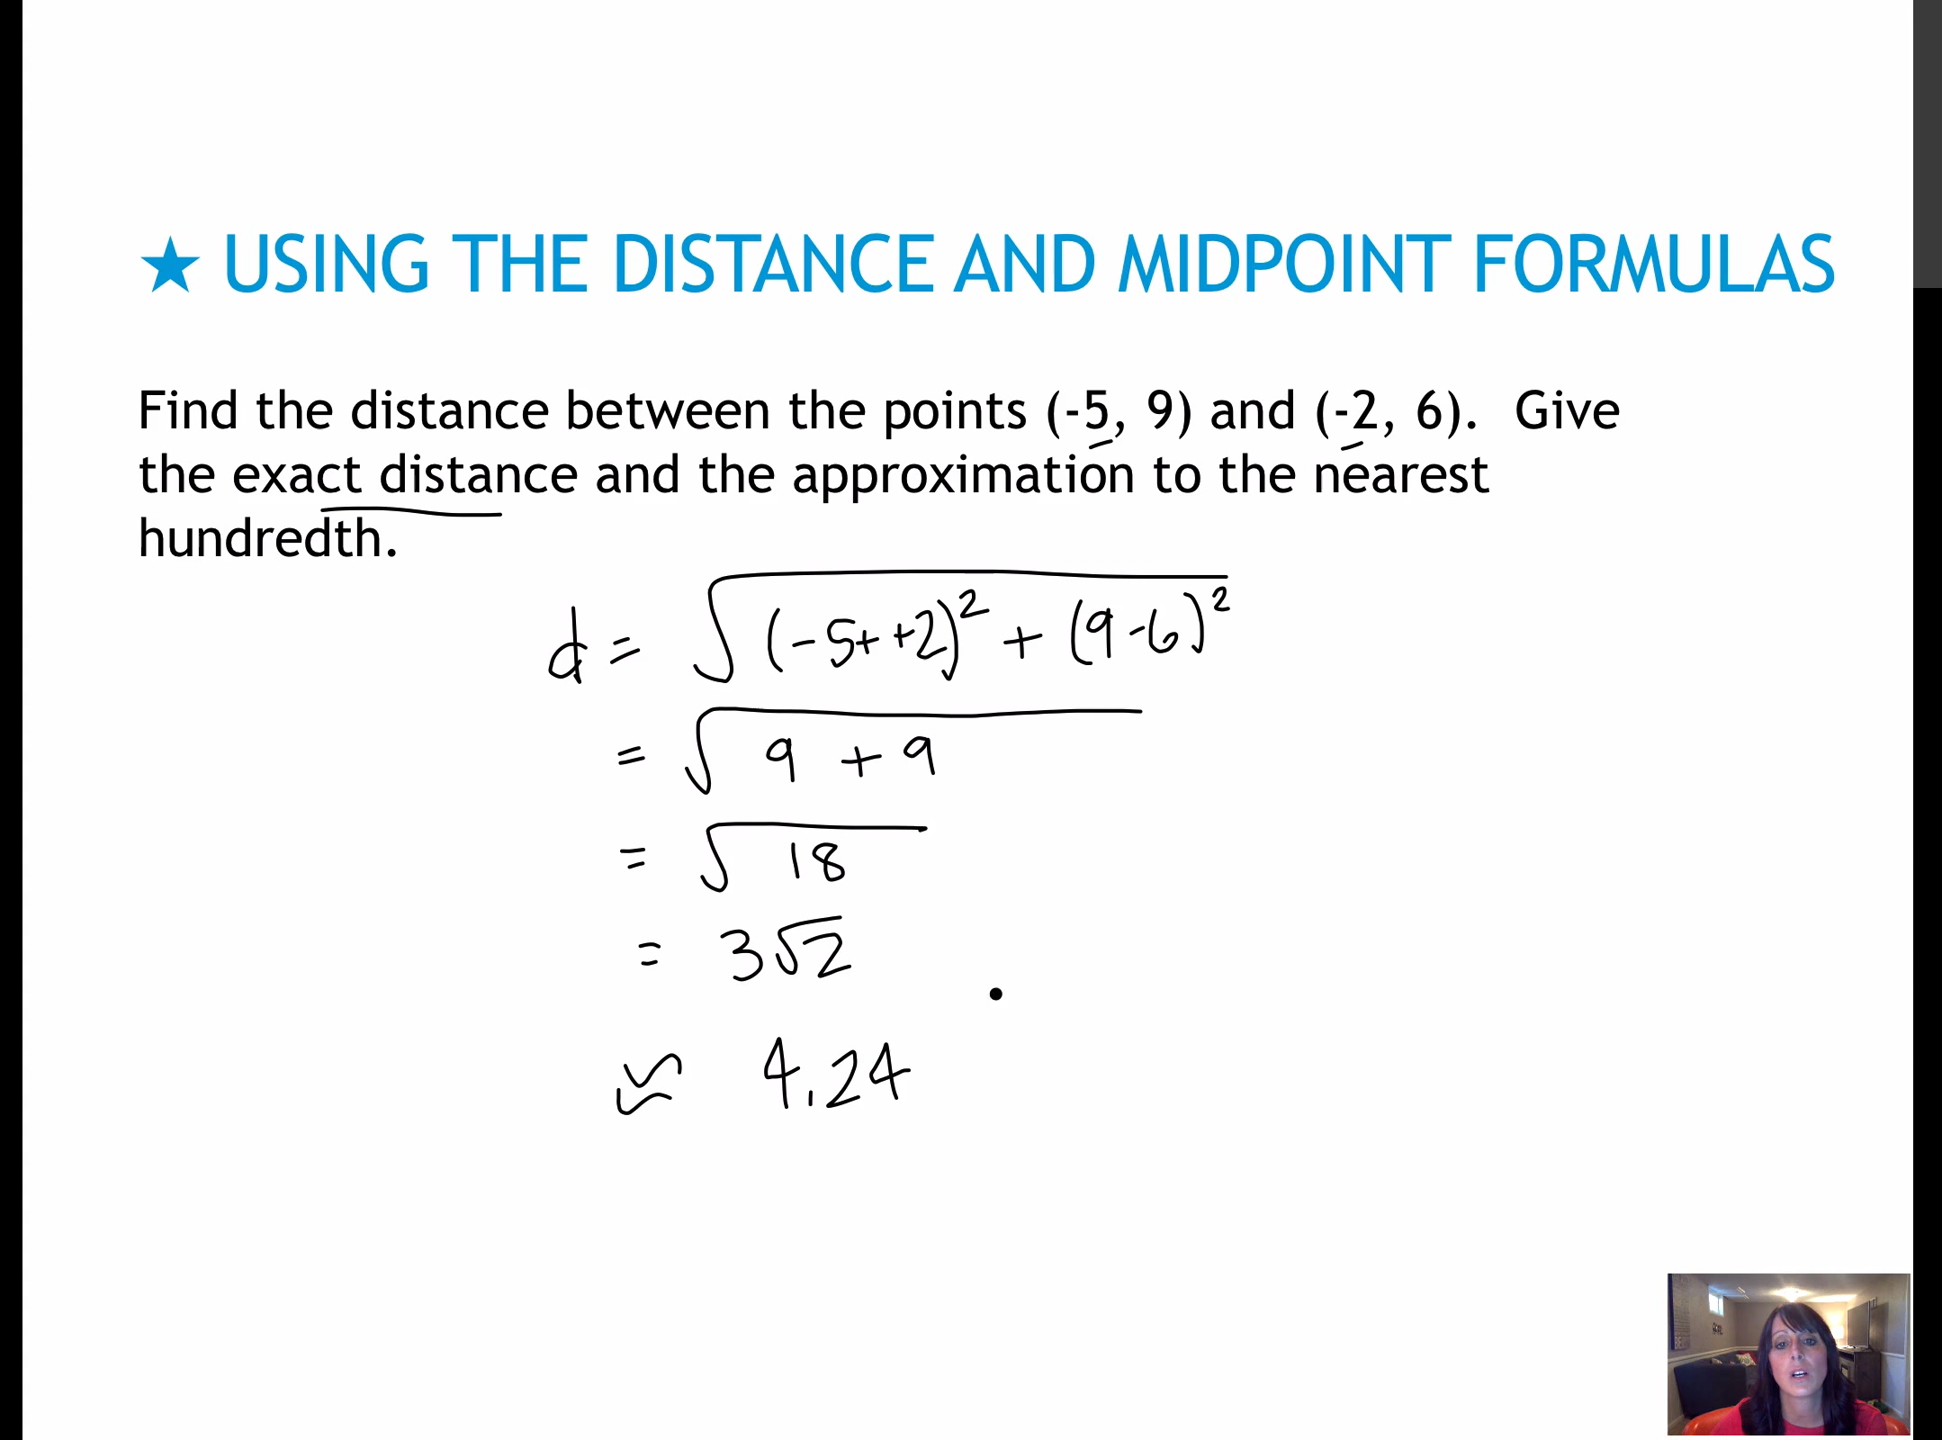 ★ USING THE DISTANCE AND MIDPOINT FORMULAS
Find the distance between the points (-5, 9) and (-2, 6). Give
the exact distance and the approximation to the nearest
hundredth.
d = √((-5++2)² + (9-6)²)
= √(9 + 9)
= √18
= 3√2
≈ 4.24